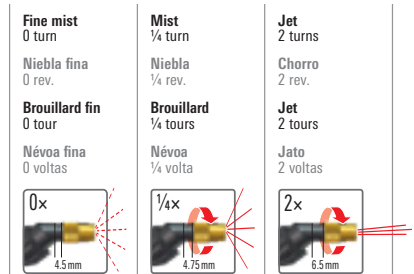 Fine mist
0 turn
Niebla fina
0 rev.
Brouillard fin
0 tour
Névoa fina
0 voltas
0×
4.5 mm
Mist
¼ turn
Niebla
¼ rev.
Brouillard
¼ tours
Névoa
¼ volta
¼×
4.75 mm
Jet
2 turns
Chorro
2 rev.
Jet
2 tours
Jato
2 voltas
2×
6.5 mm